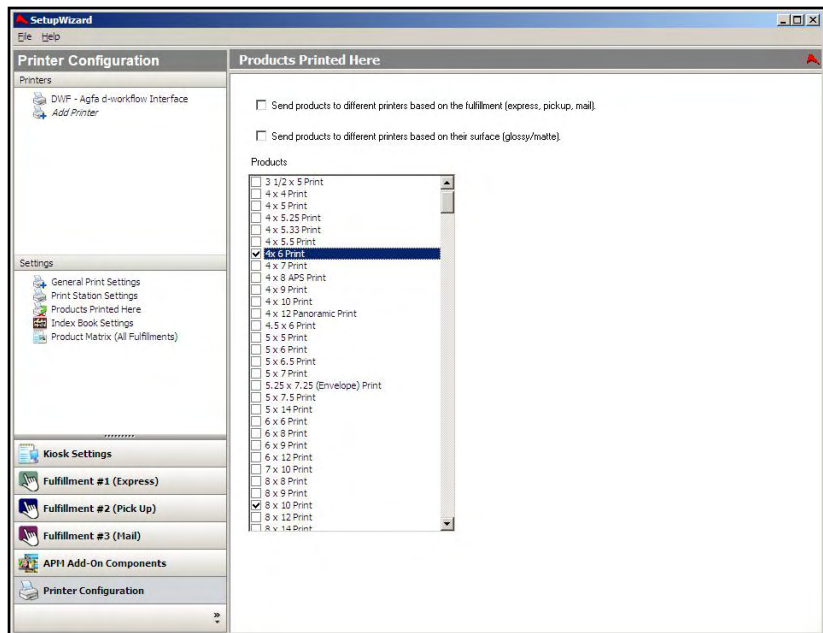 SetupWizard
File Help
Printer Configuration
Printers
DWF - Agfa d-workflow Interface
Add Printer
Settings
General Print Settings
Print Station Settings
Products Printed Here
Index Book Settings
Product Matrix (All Fulfilments)
Kiosk Settings
Fulfillment #1 (Express)
Fulfillment #2 (Pick Up)
Fulfillment #3 (Mail)
APM Add-On Components
Printer Configuration
Products Printed Here
Send products to different printers based on the fulfillment (express, pickup, mail).
Send products to different printers based on their surface (glossy/matte).
Products
3 1/2 x 5 Print
4 x 4 Print
4 x 5 Print
4 x 5.25 Print
4 x 5.33 Print
4 x 5.5 Print
4x 6 Print
4 x 7 Print
4 x 8 APS Print
4 x 9 Print
4 x 10 Print
4 x 12 Panoramic Print
4.5 x 6 Print
5 x 5 Print
5 x 6 Print
5 x 6.5 Print
5 x 7 Print
5.25 x 7.25 (Envelope) Print
5 x 7.5 Print
5 x 14 Print
6 x 6 Print
6 x 8 Print
6 x 9 Print
6 x 12 Print
7 x 10 Print
8 x 8 Print
8 x 9 Print
8 x 10 Print
8 x 12 Print
8 x 14 Print